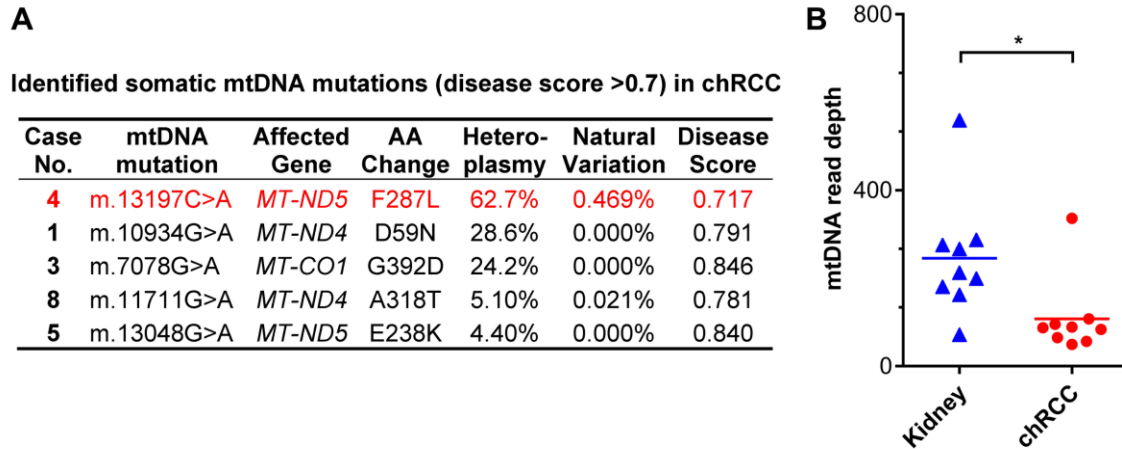 A
Identified somatic mtDNA mutations (disease score >0.7) in chRCC
Case No. mtDNA mutation Affected Gene AA Change Hetero-plasmy Natural Variation Disease Score
4 m.13197C>A MT-ND5 F287L 62.7% 0.469% 0.717
1 m.10934G>A MT-ND4 D59N 28.6% 0.000% 0.791
3 m.7078G>A MT-CO1 G392D 24.2% 0.000% 0.846
8 m.11711G>A MT-ND4 A318T 5.10% 0.021% 0.781
5 m.13048G>A MT-ND5 E238K 4.40% 0.000% 0.840
B
800
*
400
0
mtDNA read depth
Kidney
chRCC